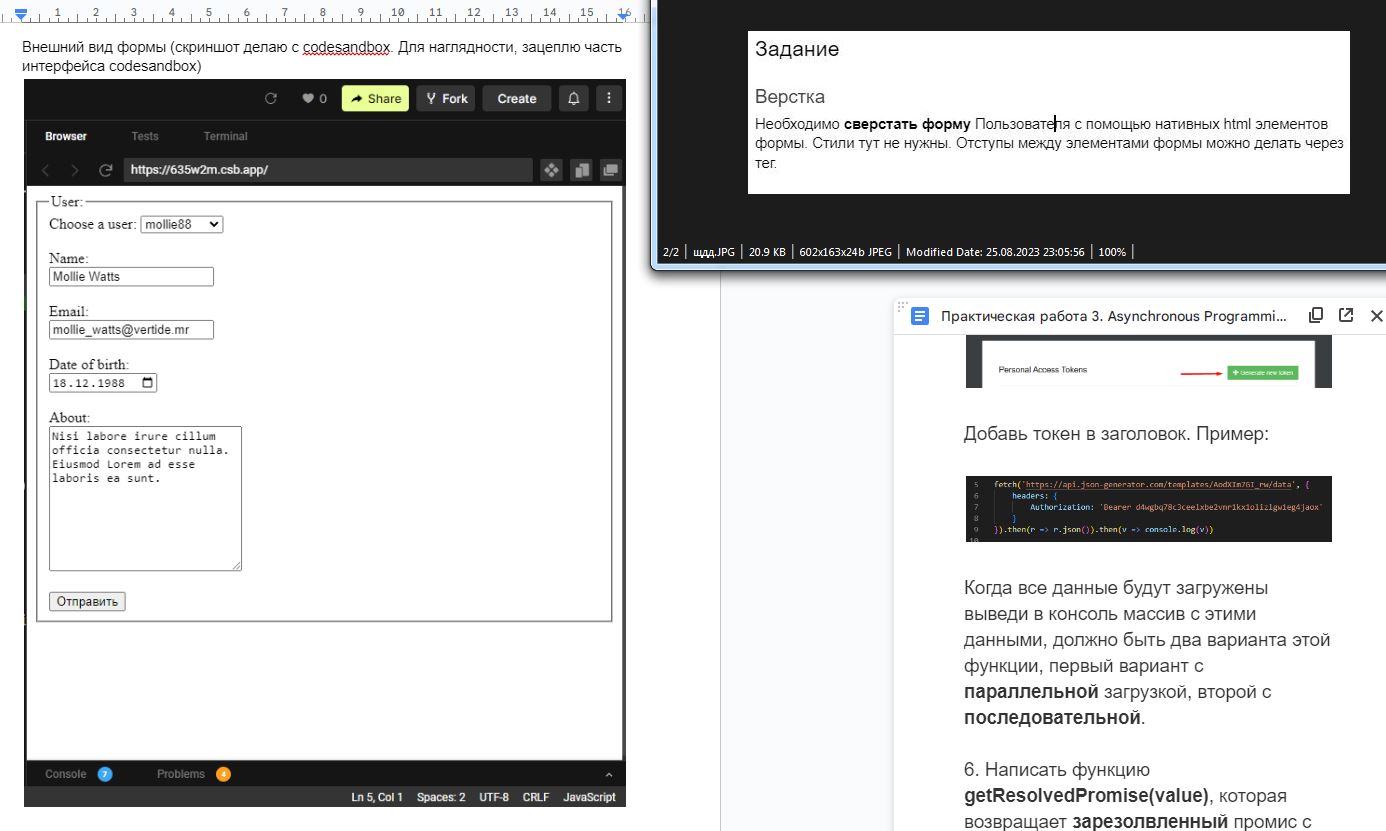 1 2 3 4 5 6 7 8 9 10 11 12 13 14 15 16
Внешний вид формы (скриншот делаю с codesandbox. Для наглядности, зацеплю часть
интерфейса codesandbox)
0 Share Fork Create
Browser Tests Terminal
https://635w2m.csb.app/
User:
Choose a user: mollie88
Name:
Mollie Watts
Email:
mollie_watts@vertide.mr
Date of birth:
18.12.1988
About:
Nisi labore irure cillum
officia consectetur nulla.
Eiusmod Lorem ad esse
laboris ea sunt.
Отправить
Console 7 Problems 4
Ln 5, Col 1 Spaces: 2 UTF-8 CRLF JavaScript
Задание
Верстка
Необходимо сверстать форму Пользователя с помощью нативных html элементов
формы. Стили тут не нужны. Отступы между элементами формы можно делать через
тег.
2/2 щдд.JPG 20.9 KB 602x163x24b JPEG Modified Date: 25.08.2023 23:05:56 100%
Практическая работа 3. Asynchronous Programmi...
Personal Access Tokens
+ Generate new token
Добавь токен в заголовок. Пример:
5 fetch('https://api.json-generator.com/templates/AodXIm7GI_rw/data', {
6 headers: {
7 Authorization: 'Bearer
8 }
9 }).then(r => r.json()).then(v => console.log(v))
10
Когда все данные будут загружены
выведи в консоль массив с этими
данными, должно быть два варианта этой
функции, первый вариант с
параллельной загрузкой, второй с
последовательной.
6. Написать функцию
getResolvedPromise(value), которая
возвращает зарезолвленный промис с